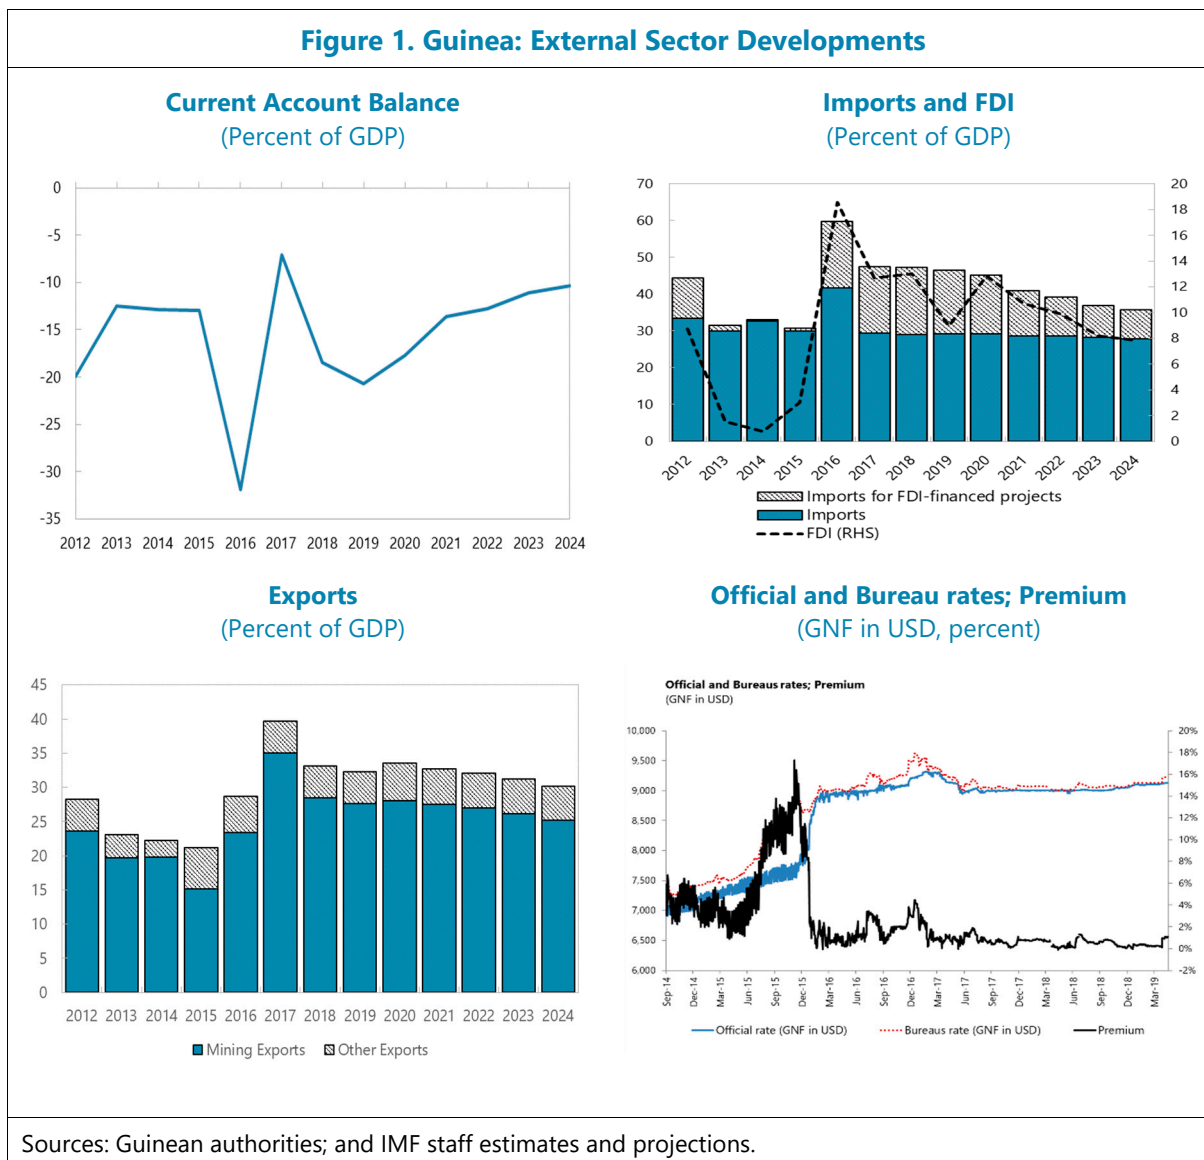 Figure 1. Guinea: External Sector Developments
Current Account Balance
(Percent of GDP)
0
-5
-10
-15
-20
-25
-30
-35
2012 2013 2014 2015 2016 2017 2018 2019 2020 2021 2022 2023 2024
Imports and FDI
(Percent of GDP)
70
60
50
40
30
20
10
0
20
18
16
14
12
10
8
6
4
2
0
2012 2013 2014 2015 2016 2017 2018 2019 2020 2021 2022 2023 2024
Imports for FDI-financed projects
Imports
FDI (RHS)
Exports
(Percent of GDP)
45
40
35
30
25
20
15
10
5
0
2012 2013 2014 2015 2016 2017 2018 2019 2020 2021 2022 2023 2024
Mining Exports Other Exports
Official and Bureau rates; Premium
(GNF in USD, percent)
Official and Bureaus rates; Premium
(GNF in USD)
10,000
9,500
9,000
8,500
8,000
7,500
7,000
6,500
6,000
20%
18%
16%
14%
12%
10%
8%
6%
4%
2%
0%
-2%
Sep-14 Dec-14 Mar-15 Jun-15 Sep-15 Dec-15 Mar-16 Jun-16 Sep-16 Dec-16 Mar-17 Jun-17 Sep-17 Dec-17 Mar-18 Jun-18 Sep-18 Dec-18 Mar-19
Official rate (GNF in USD) Bureaus rate (GNF in USD) Premium
Sources: Guinean authorities; and IMF staff estimates and projections.